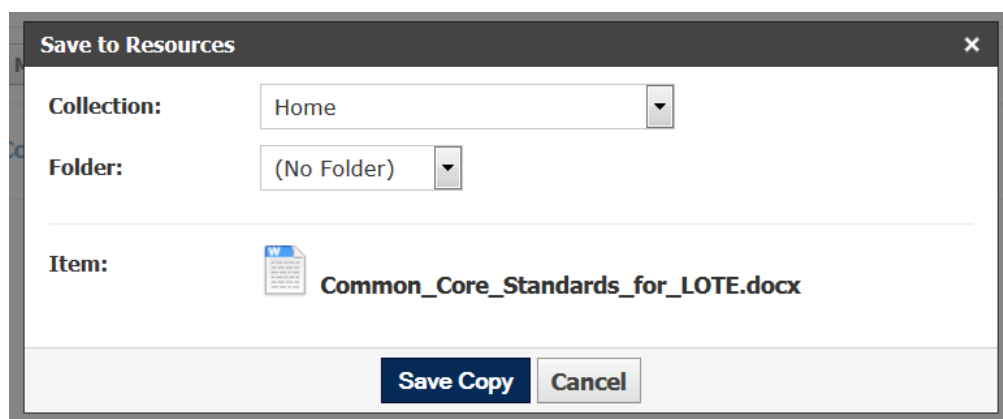 Save to Resources ×
Collection: Home
Folder: (No Folder)
Item: W Common_Core_Standards_for_LOTE.docx
Save Copy Cancel